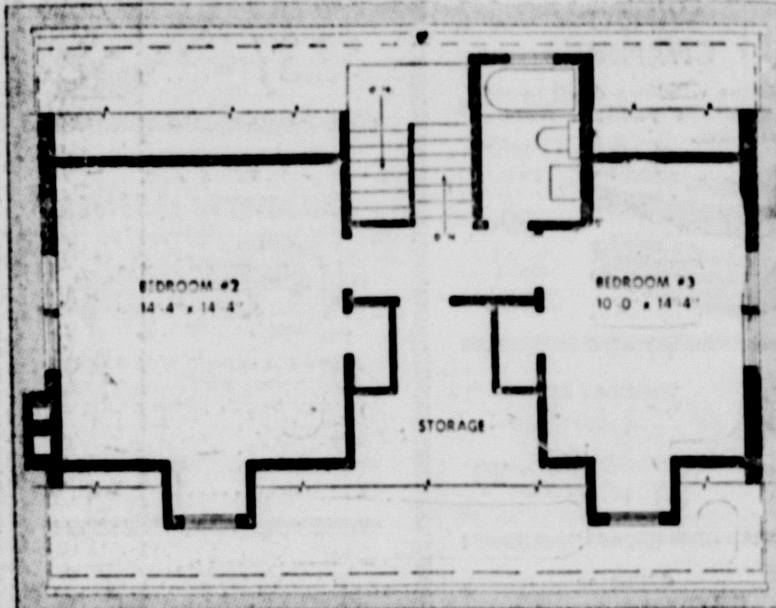 BEDROOM #2
14'-4" x 14'-4"
BEDROOM #3
10'-0" x 14'-4"
STORAGE